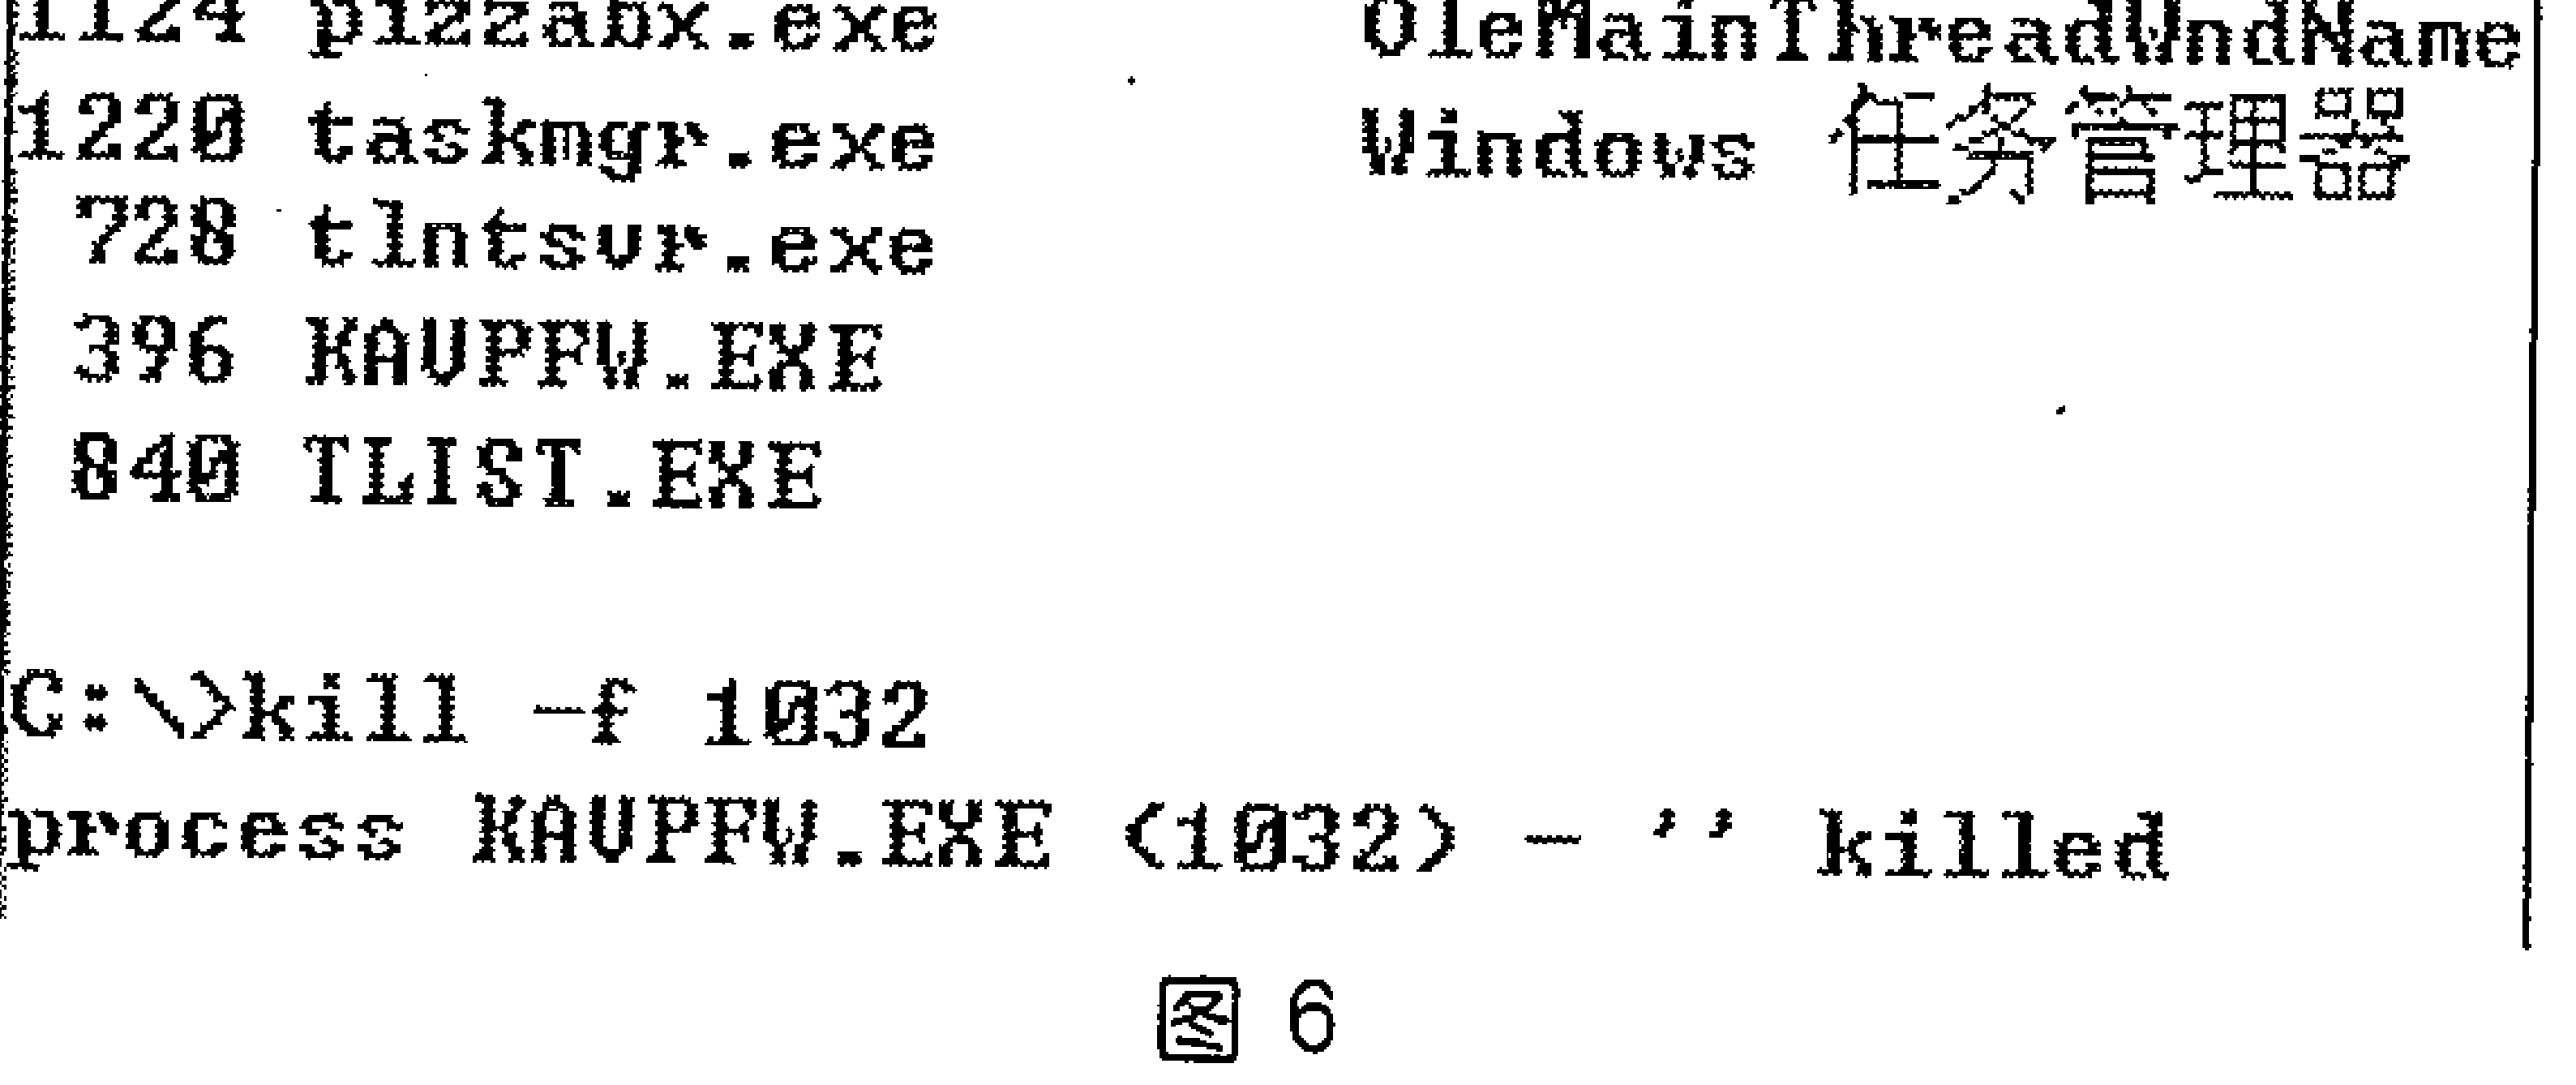 1124 pizzabx.exe OleMainThreadWndName
1220 taskmgr.exe Windows 任务管理器
728 tlntsvr.exe
396 KAVPFW.EXE
840 TLIST.EXE
C:\>kill -f 1032
process KAVPFW.EXE (1032) - '' killed
图 6